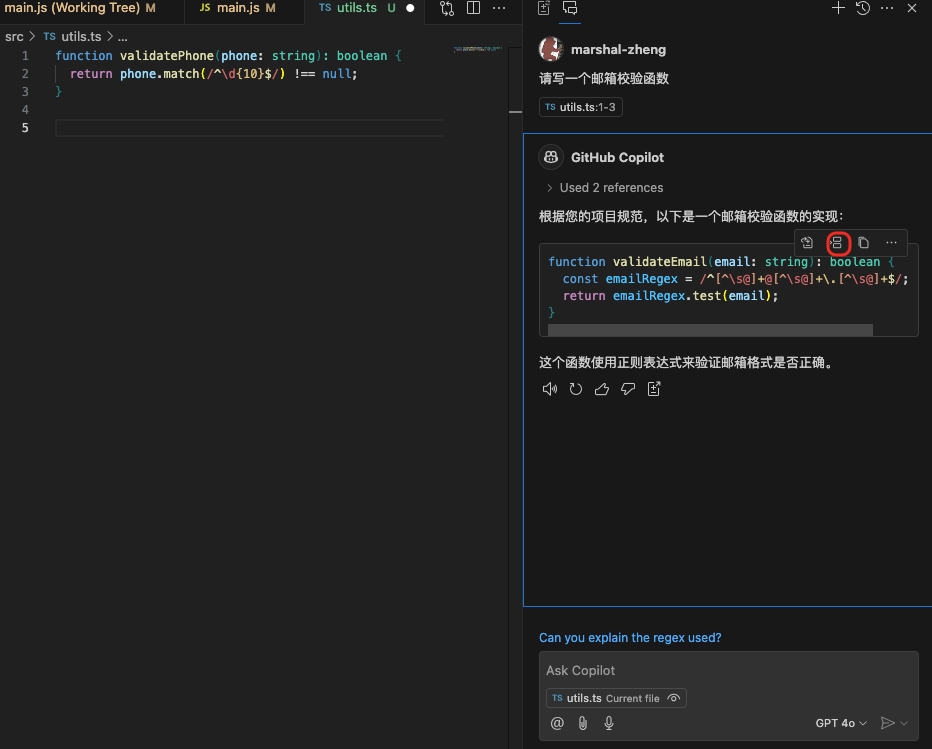 main.js (Working Tree) M
JS main.js M
TS utils.ts U
src > TS utils.ts > ...
1 function validatePhone(phone: string): boolean {
2 return phone.match(/^\d{10}$/) !== null;
3 }
4
5
marshal-zheng
请写一个邮箱校验函数
TS utils.ts:1-3
GitHub Copilot
> Used 2 references
根据您的项目规范，以下是一个邮箱校验函数的实现：
function validateEmail(email: string): boolean {
const emailRegex = /^[^\s@]+@[^\s@]+\.[^\s@]+$/;
return emailRegex.test(email);
}
这个函数使用正则表达式来验证邮箱格式是否正确。
Can you explain the regex used?
Ask Copilot
TS utils.ts Current file
@ GPT 4o